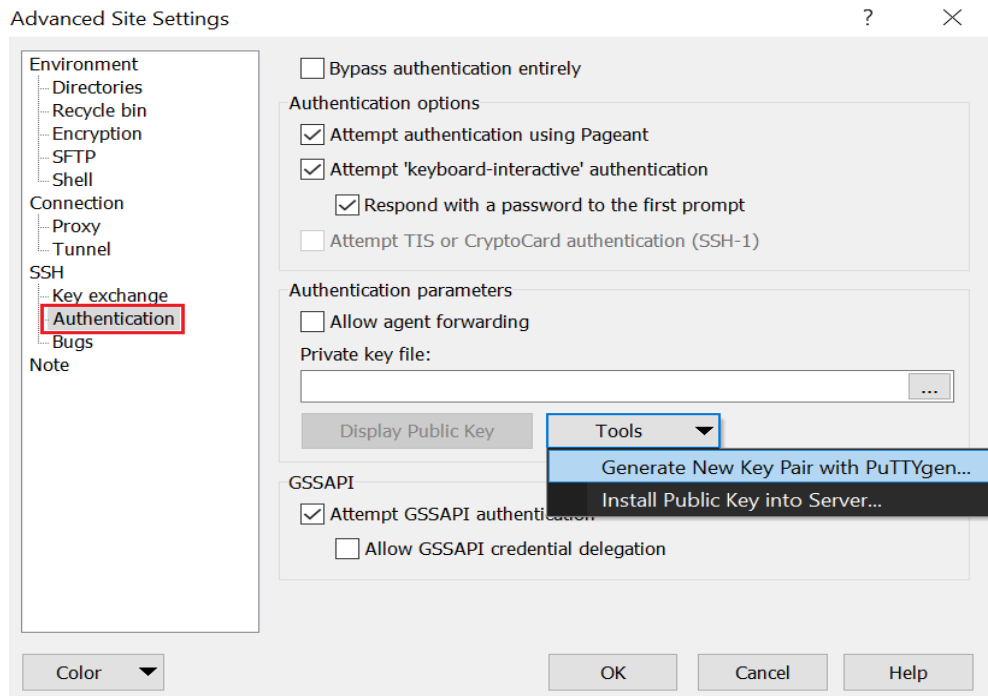 Advanced Site Settings
?
Environment
Directories
Recycle bin
Encryption
SFTP
Shell
Connection
Proxy
Tunnel
SSH
Key exchange
Authentication
Bugs
Note
Bypass authentication entirely
Authentication options
Attempt authentication using Pageant
Attempt 'keyboard-interactive' authentication
Respond with a password to the first prompt
Attempt TIS or CryptoCard authentication (SSH-1)
Authentication parameters
Allow agent forwarding
Private key file:
...
Display Public Key
Tools
Generate New Key Pair with PuTTYgen...
Install Public Key into Server...
GSSAPI
Attempt GSSAPI authentication
Allow GSSAPI credential delegation
Color
OK
Cancel
Help